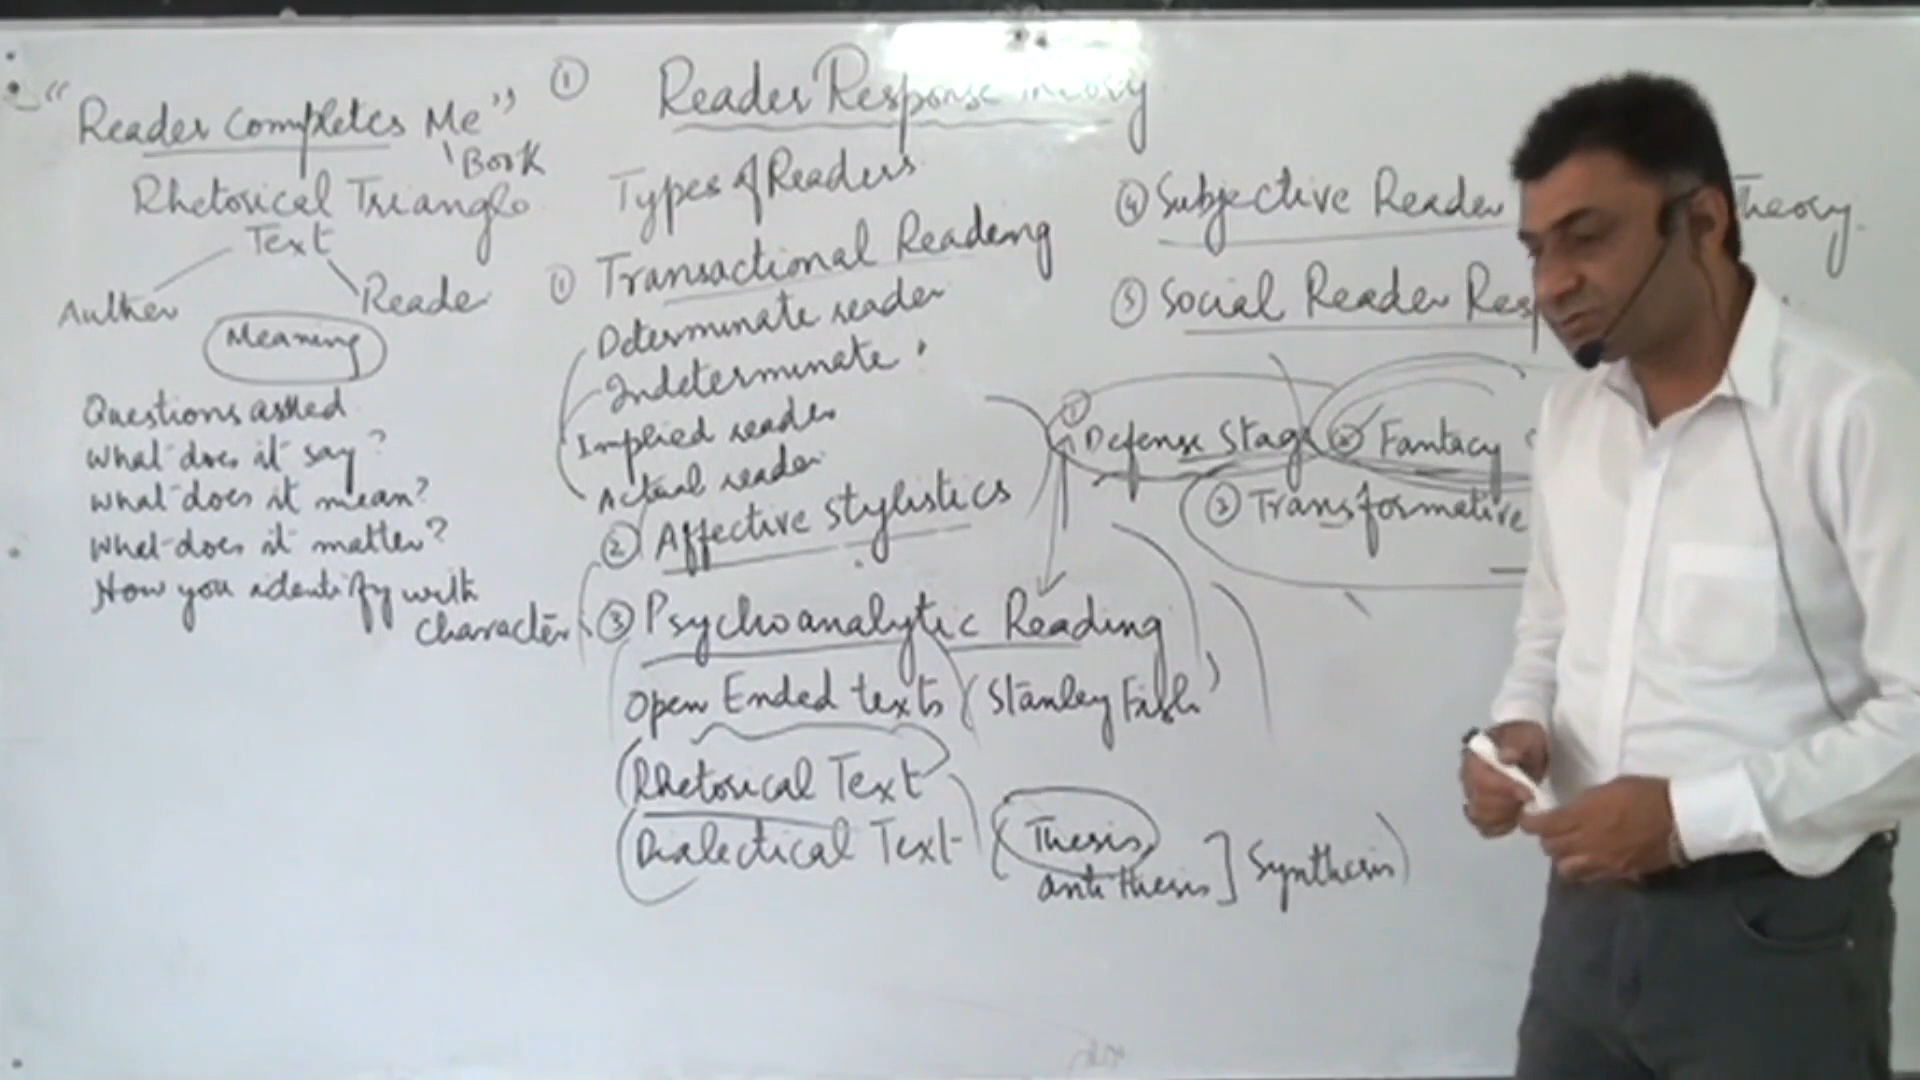 "Reader Completes Me"
Book
Rhetorical Triangle
Text
Auther
Reade
Meaning
Questions asked
What does it say?
What does it mean?
What does it matter?
How you identify with
Character
① Reader Response Theory
Types of Readers
① Transactional Reading
Determinate reader
Indeterminate "
Implied reader
Actual reader
② Affective Stylistics
③ Psychoanalytic Reading
Open Ended texts (Stanley Fish)
Rhetorical Text
Dialectical Text (Thesis,
antithesis] Synthesis)
④ Subjective Reader Theory.
⑤ Social Reader Resp
① Defense Stage ② Fantacy S
③ Transformative